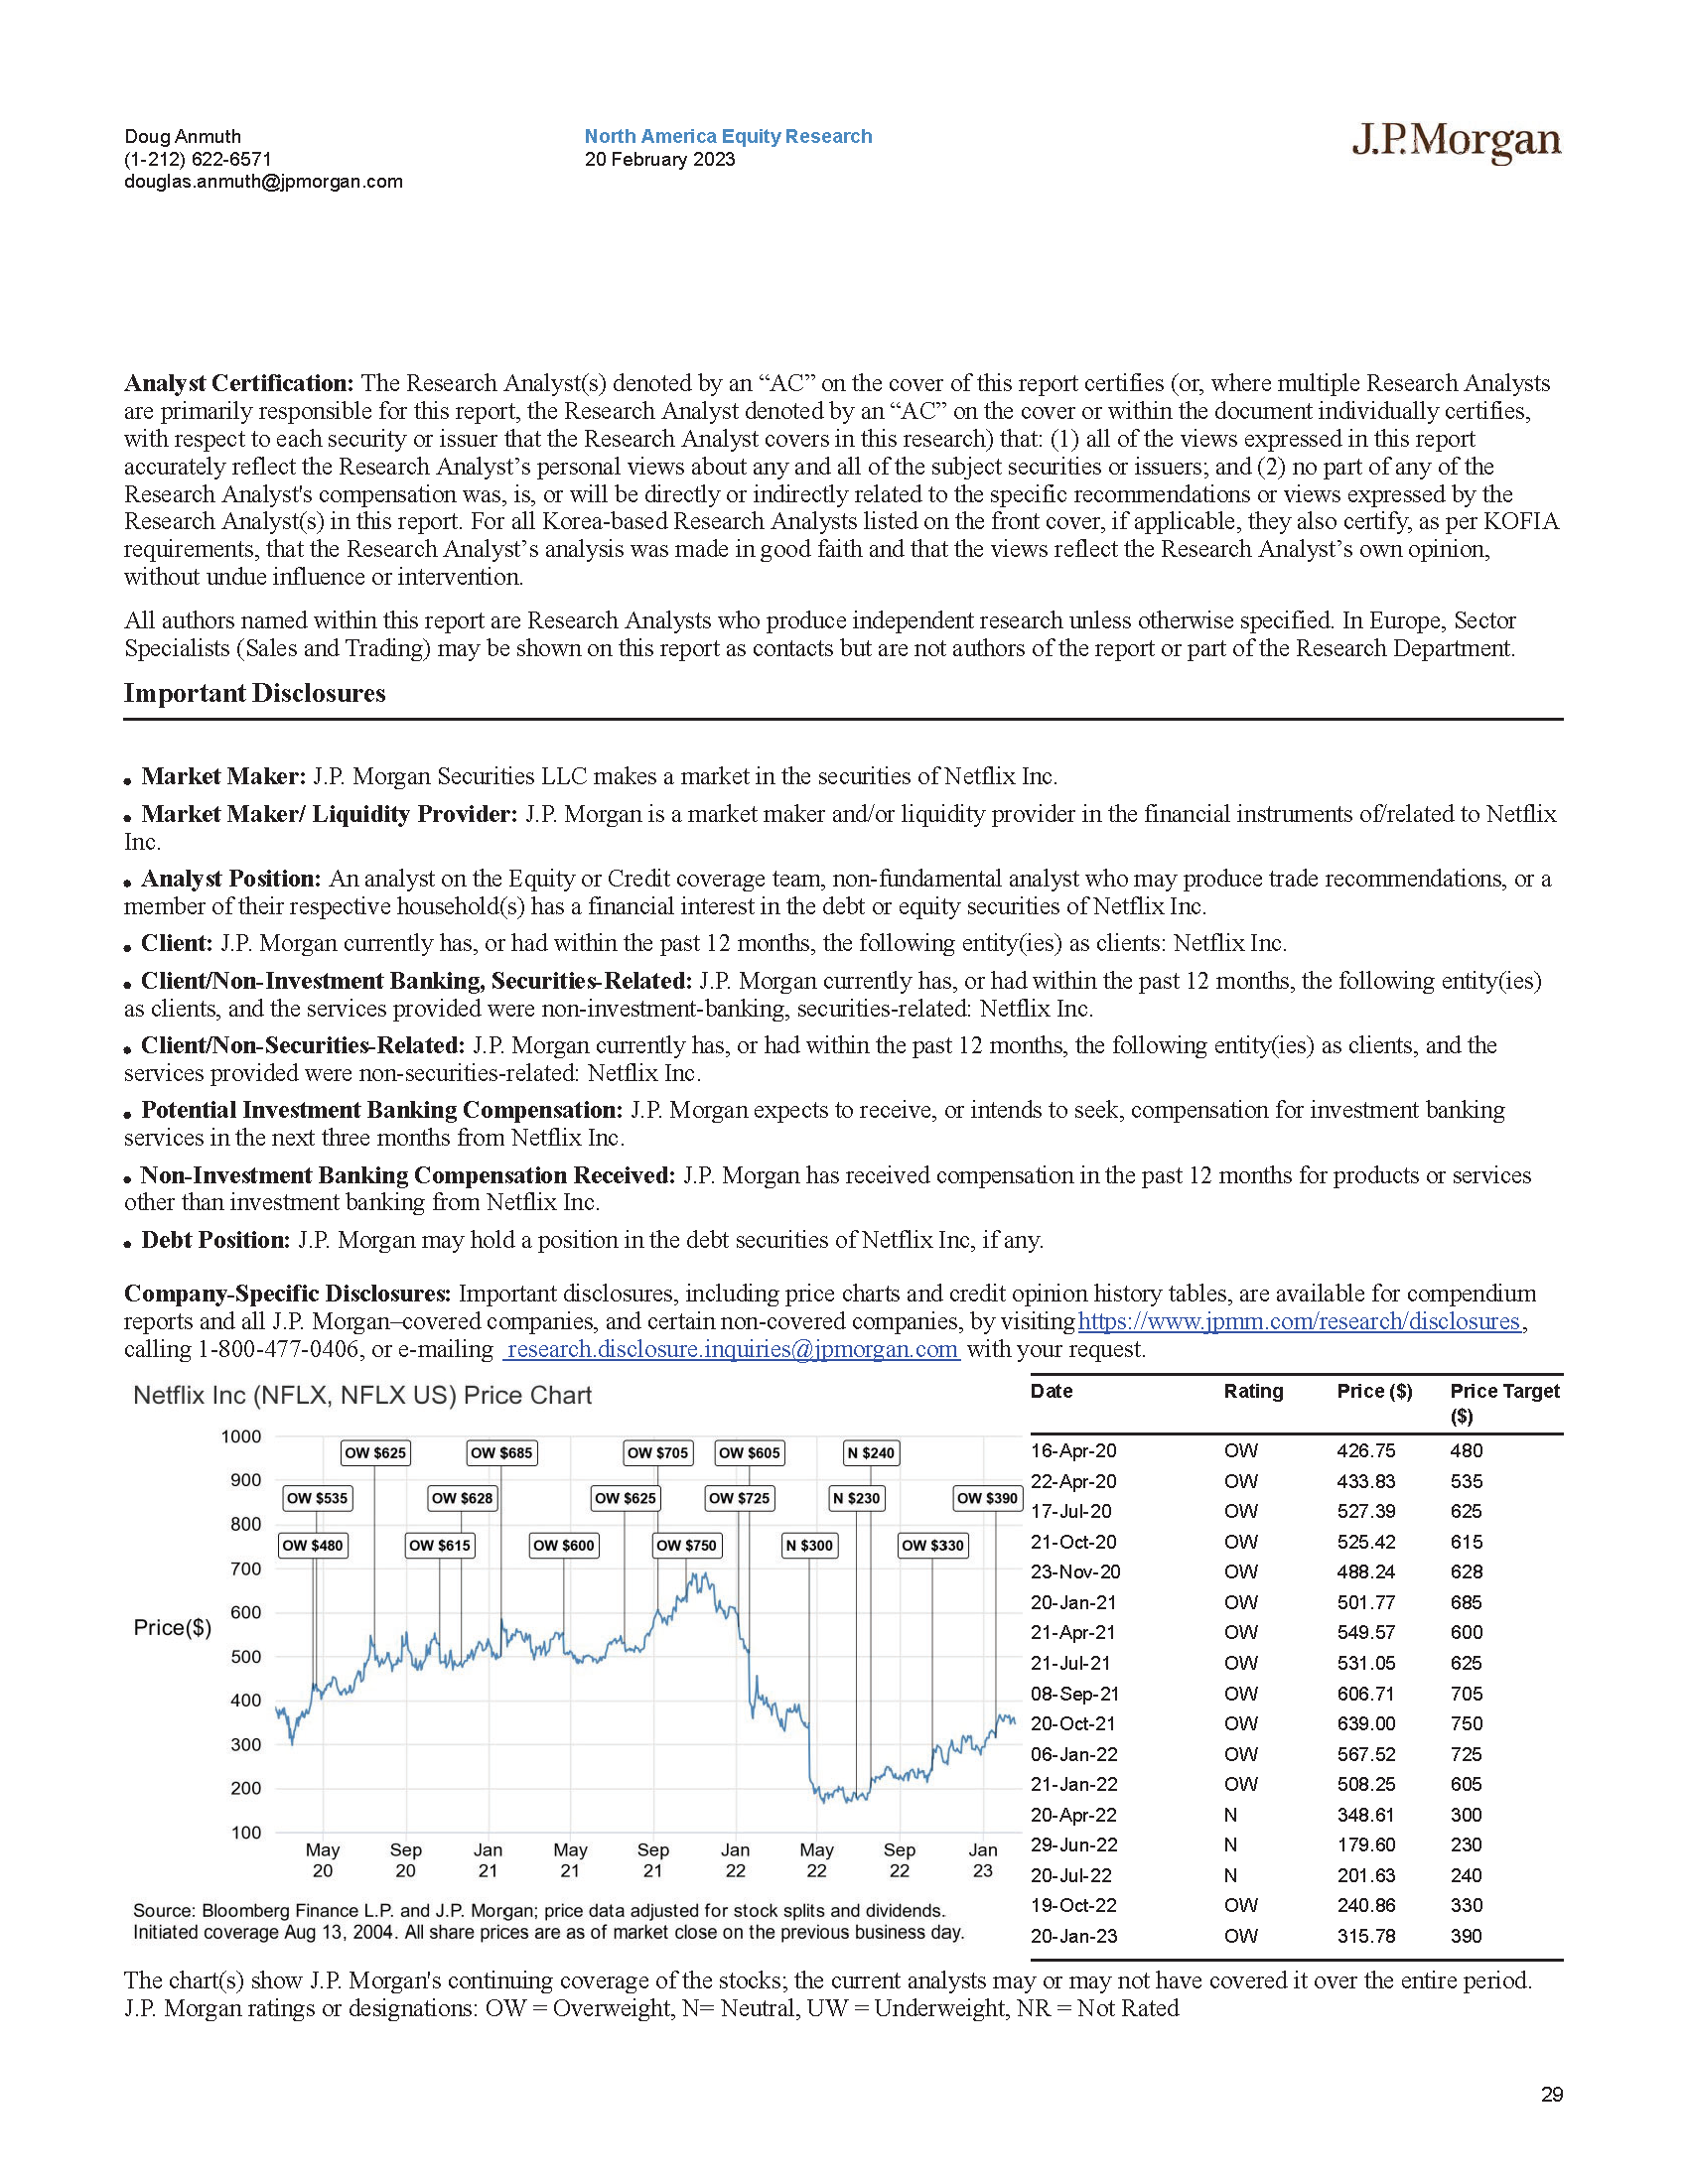 Doug Anmuth
(1-212) 622-6571
douglas.anmuth@jpmorgan.com
North America Equity Research
20 February 2023
J.P.Morgan
Analyst Certification: The Research Analyst(s) denoted by an “AC” on the cover of this report certifies (or, where multiple Research Analysts
are primarily responsible for this report, the Research Analyst denoted by an “AC” on the cover or within the document individually certifies,
with respect to each security or issuer that the Research Analyst covers in this research) that: (1) all of the views expressed in this report
accurately reflect the Research Analyst’s personal views about any and all of the subject securities or issuers; and (2) no part of any of the
Research Analyst's compensation was, is, or will be directly or indirectly related to the specific recommendations or views expressed by the
Research Analyst(s) in this report. For all Korea-based Research Analysts listed on the front cover, if applicable, they also certify, as per KOFIA
requirements, that the Research Analyst’s analysis was made in good faith and that the views reflect the Research Analyst’s own opinion,
without undue influence or intervention.
All authors named within this report are Research Analysts who produce independent research unless otherwise specified. In Europe, Sector
Specialists (Sales and Trading) may be shown on this report as contacts but are not authors of the report or part of the Research Department.
Important Disclosures
• Market Maker: J.P. Morgan Securities LLC makes a market in the securities of Netflix Inc.
• Market Maker/ Liquidity Provider: J.P. Morgan is a market maker and/or liquidity provider in the financial instruments of/related to Netflix
Inc.
• Analyst Position: An analyst on the Equity or Credit coverage team, non-fundamental analyst who may produce trade recommendations, or a
member of their respective household(s) has a financial interest in the debt or equity securities of Netflix Inc.
• Client: J.P. Morgan currently has, or had within the past 12 months, the following entity(ies) as clients: Netflix Inc.
• Client/Non-Investment Banking, Securities-Related: J.P. Morgan currently has, or had within the past 12 months, the following entity(ies)
as clients, and the services provided were non-investment-banking, securities-related: Netflix Inc.
• Client/Non-Securities-Related: J.P. Morgan currently has, or had within the past 12 months, the following entity(ies) as clients, and the
services provided were non-securities-related: Netflix Inc.
• Potential Investment Banking Compensation: J.P. Morgan expects to receive, or intends to seek, compensation for investment banking
services in the next three months from Netflix Inc.
• Non-Investment Banking Compensation Received: J.P. Morgan has received compensation in the past 12 months for products or services
other than investment banking from Netflix Inc.
• Debt Position: J.P. Morgan may hold a position in the debt securities of Netflix Inc, if any.
Company-Specific Disclosures: Important disclosures, including price charts and credit opinion history tables, are available for compendium
reports and all J.P. Morgan–covered companies, and certain non-covered companies, by visiting https://www.jpmm.com/research/disclosures,
calling 1-800-477-0406, or e-mailing research.disclosure.inquiries@jpmorgan.com with your request.
Netflix Inc (NFLX, NFLX US) Price Chart
1000
900
800
700
600
500
400
300
200
100
Price($)
OW $625 OW $685 OW $705 OW $605 N $240
OW $535 OW $628 OW $625 OW $725 N $230 OW $390
OW $480 OW $615 OW $600 OW $750 N $300 OW $330
May Sep Jan May Sep Jan May Sep Jan
20 20 21 21 21 22 22 22 23
Source: Bloomberg Finance L.P. and J.P. Morgan; price data adjusted for stock splits and dividends.
Initiated coverage Aug 13, 2004. All share prices are as of market close on the previous business day.
Date Rating Price ($) Price Target
($)
16-Apr-20 OW 426.75 480
22-Apr-20 OW 433.83 535
17-Jul-20 OW 527.39 625
21-Oct-20 OW 525.42 615
23-Nov-20 OW 488.24 628
20-Jan-21 OW 501.77 685
21-Apr-21 OW 549.57 600
21-Jul-21 OW 531.05 625
08-Sep-21 OW 606.71 705
20-Oct-21 OW 639.00 750
06-Jan-22 OW 567.52 725
21-Jan-22 OW 508.25 605
20-Apr-22 N 348.61 300
29-Jun-22 N 179.60 230
20-Jul-22 N 201.63 240
19-Oct-22 OW 240.86 330
20-Jan-23 OW 315.78 390
The chart(s) show J.P. Morgan's continuing coverage of the stocks; the current analysts may or may not have covered it over the entire period.
J.P. Morgan ratings or designations: OW = Overweight, N= Neutral, UW = Underweight, NR = Not Rated
29